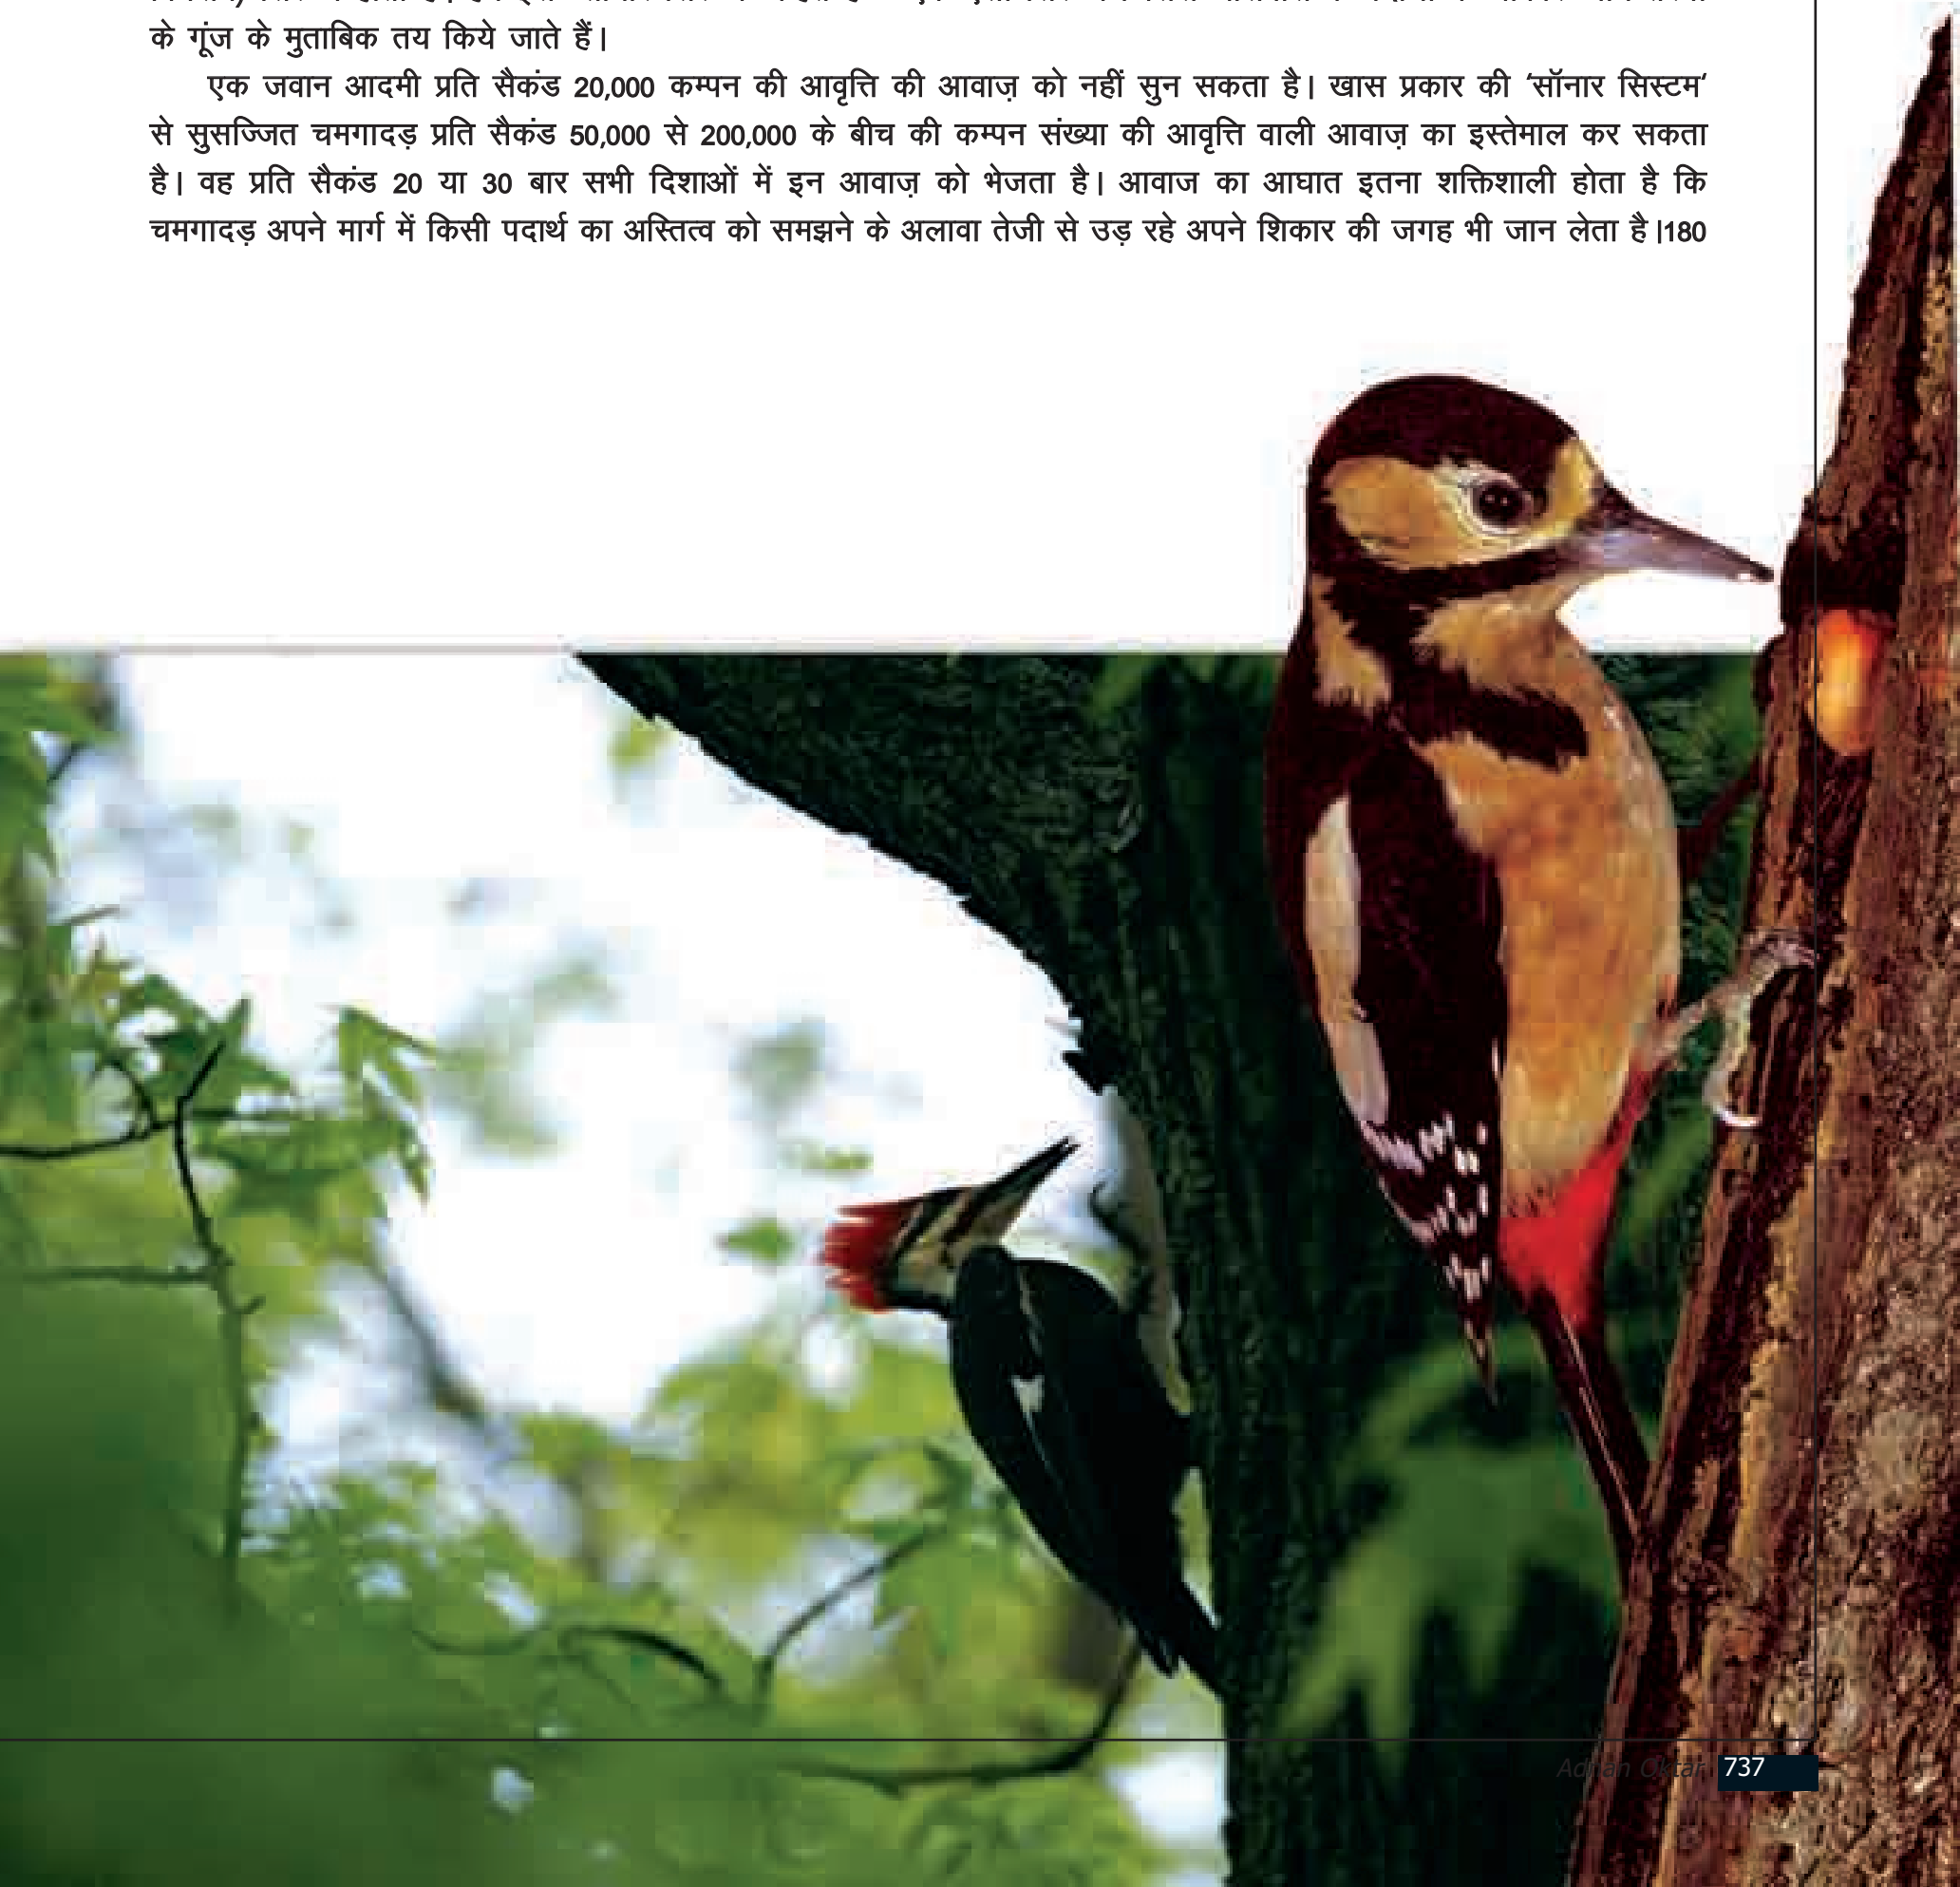 के गूंज के मुताबिक तय किये जाते हैं।
एक जवान आदमी प्रति सैकंड 20,000 कम्पन की आवृत्ति की आवाज़ को नहीं सुन सकता है। खास प्रकार की ‘सॉनार सिस्टम‘
से सुसज्जित चमगादड़ प्रति सैकंड 50,000 से 200,000 के बीच की कम्पन संख्या की आवृत्ति वाली आवाज़ का इस्तेमाल कर सकता
है। वह प्रति सैकंड 20 या 30 बार सभी दिशाओं में इन आवाज़ को भेजता है। आवाज का आघात इतना शक्तिशाली होता है कि
चमगादड़ अपने मार्ग में किसी पदार्थ का अस्तित्व को समझने के अलावा तेजी से उड़ रहे अपने शिकार की जगह भी जान लेता है।180
Adnan Oktar 737